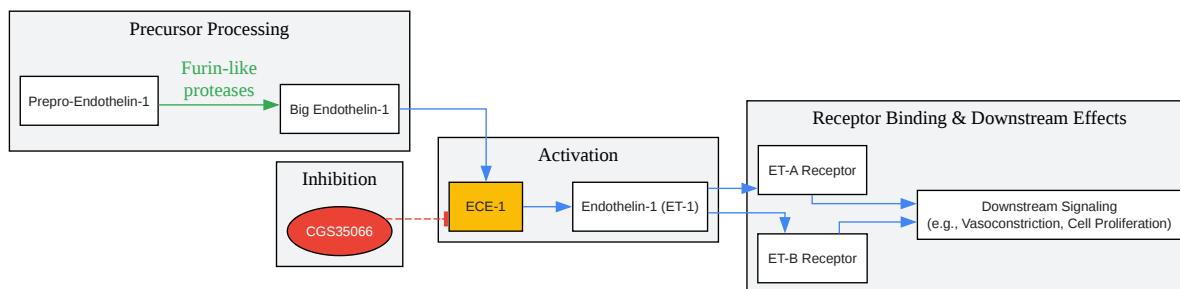 Precursor Processing
Prepro-Endothelin-1
Furin-like
proteases
Big Endothelin-1
Inhibition
CGS35066
Activation
ECE-1
Endothelin-1 (ET-1)
Receptor Binding & Downstream Effects
ET-A Receptor
ET-B Receptor
Downstream Signaling
(e.g., Vasoconstriction, Cell Proliferation)